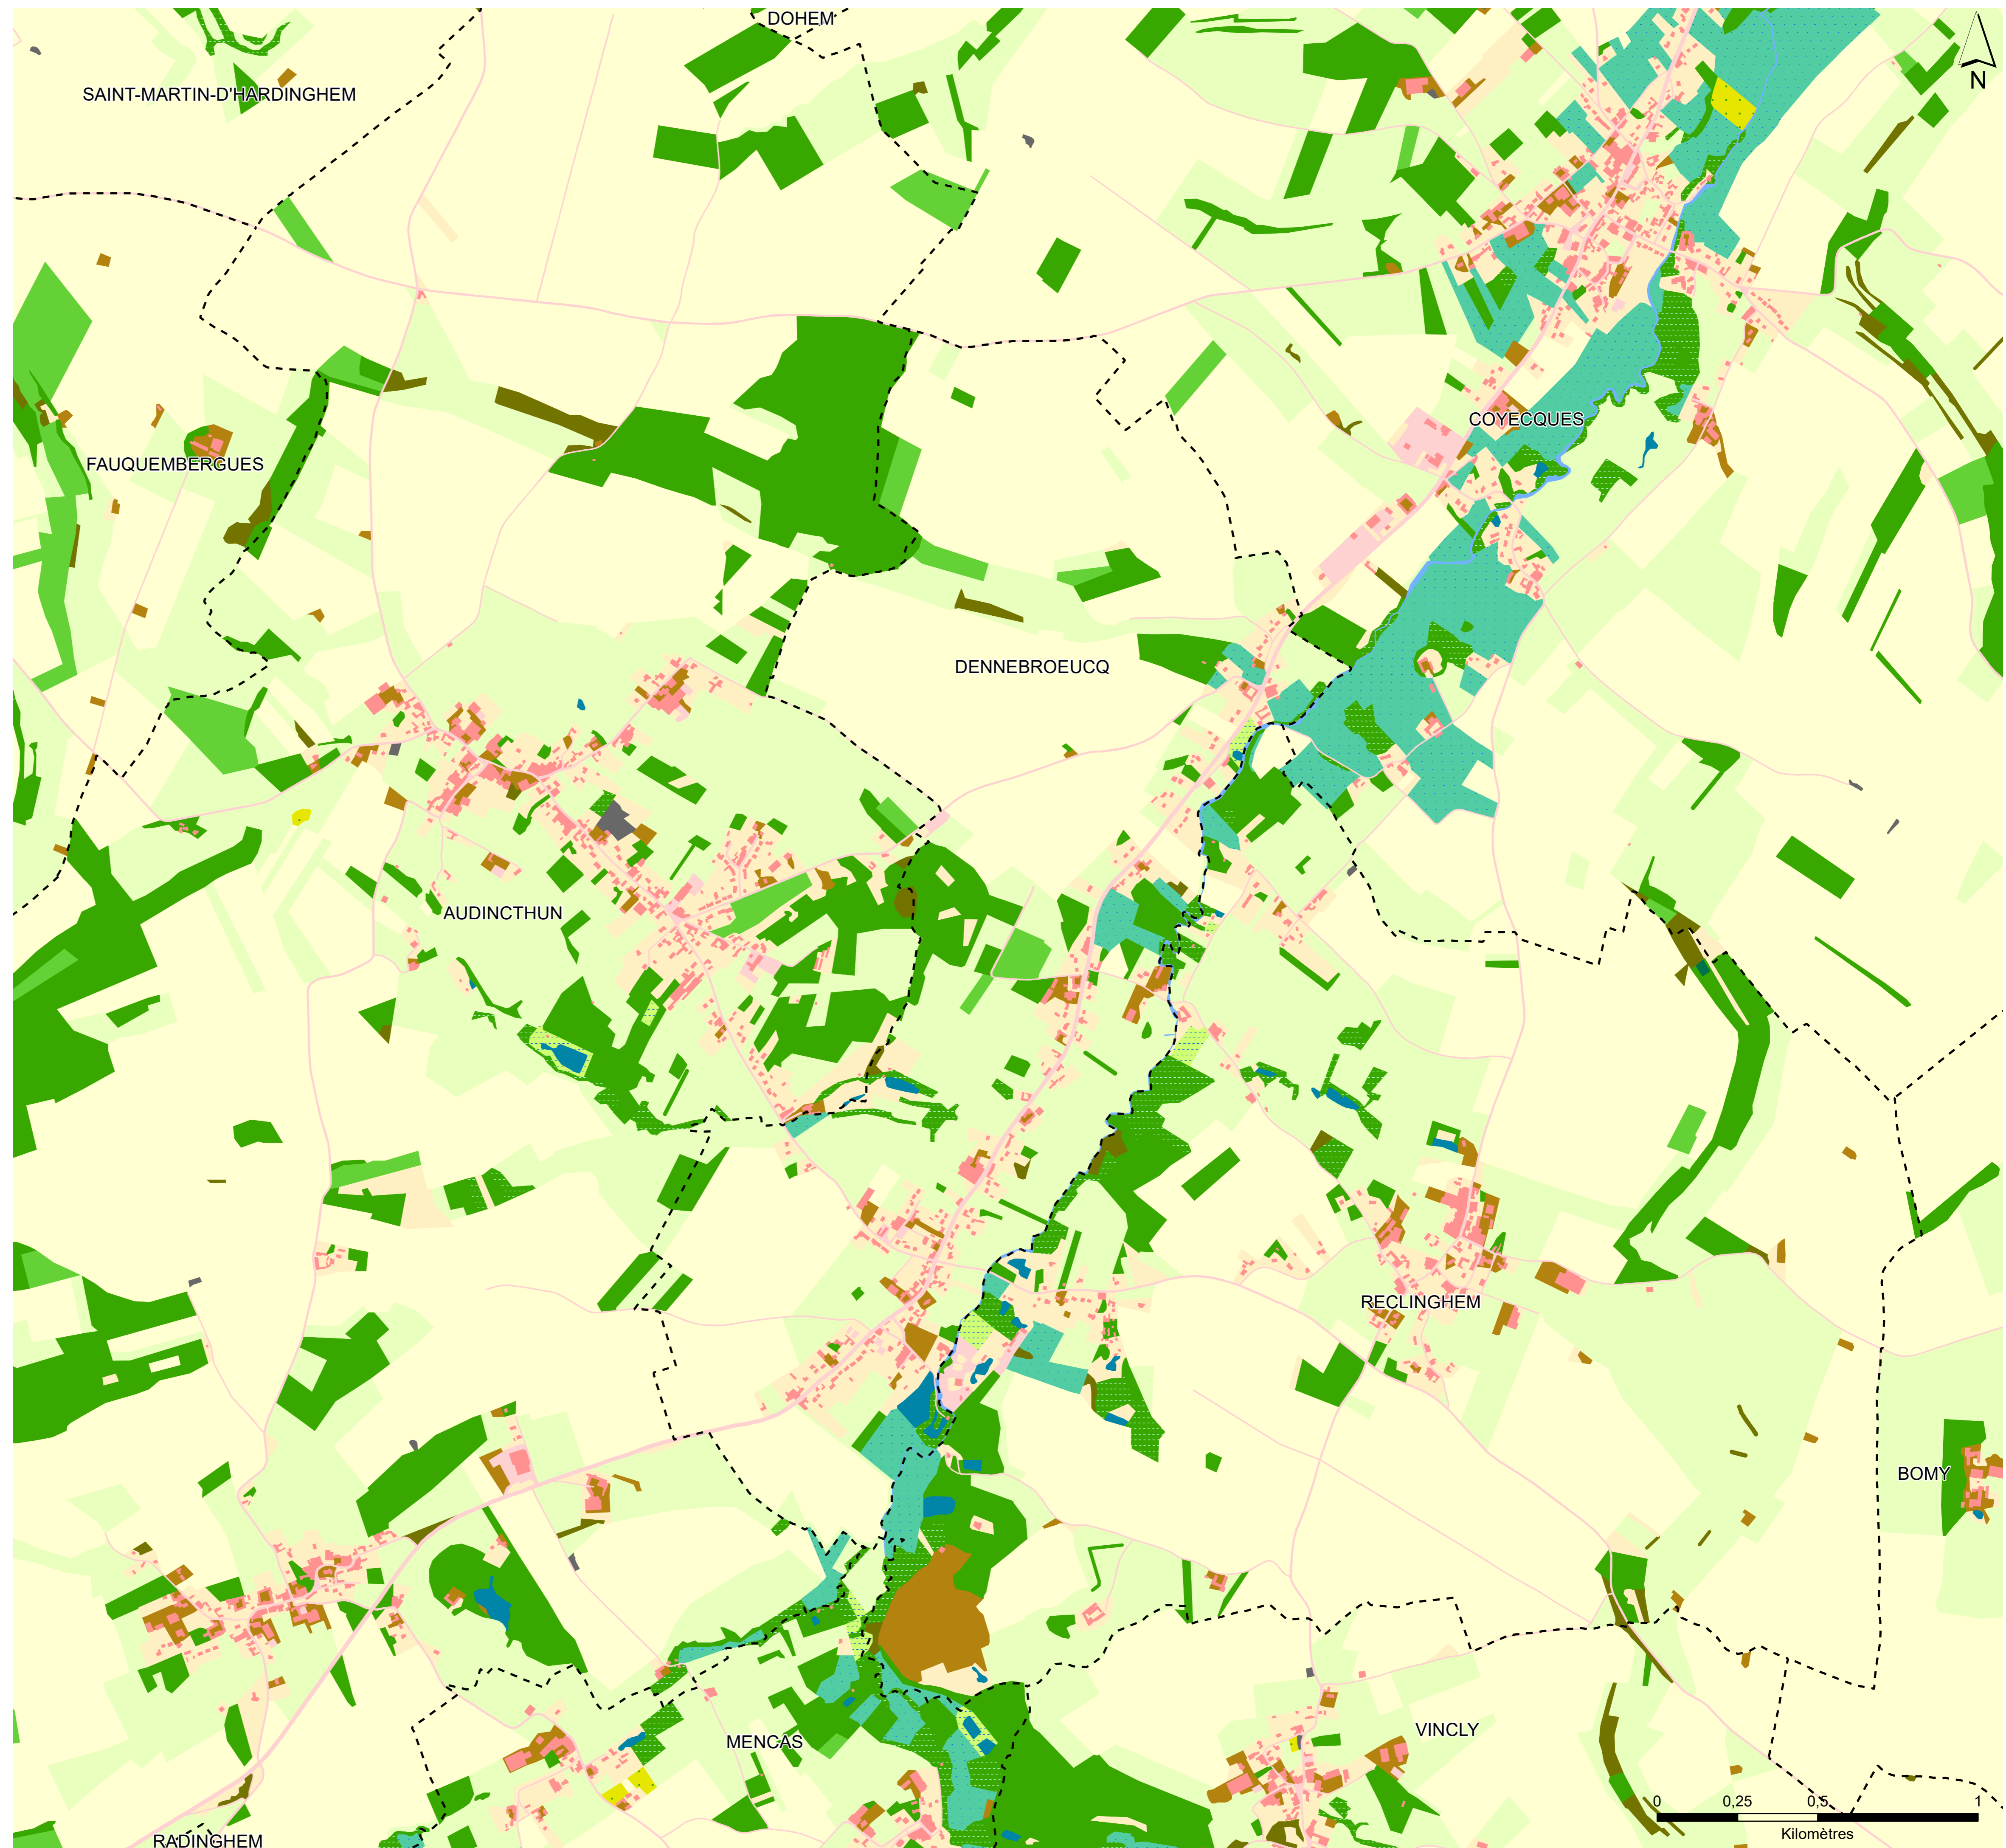 DOHEM
N
SAINT-MARTIN-D'HARDINGHEM
COYECQUES
FAUQUEMBERGUES
DENNEBROEUCQ
AUDINCTHUN
RECLINGHEM
BOMY
VINCLY
MENCAS
0 0,25 0,5 1
Kilomètres
RADINGHEM